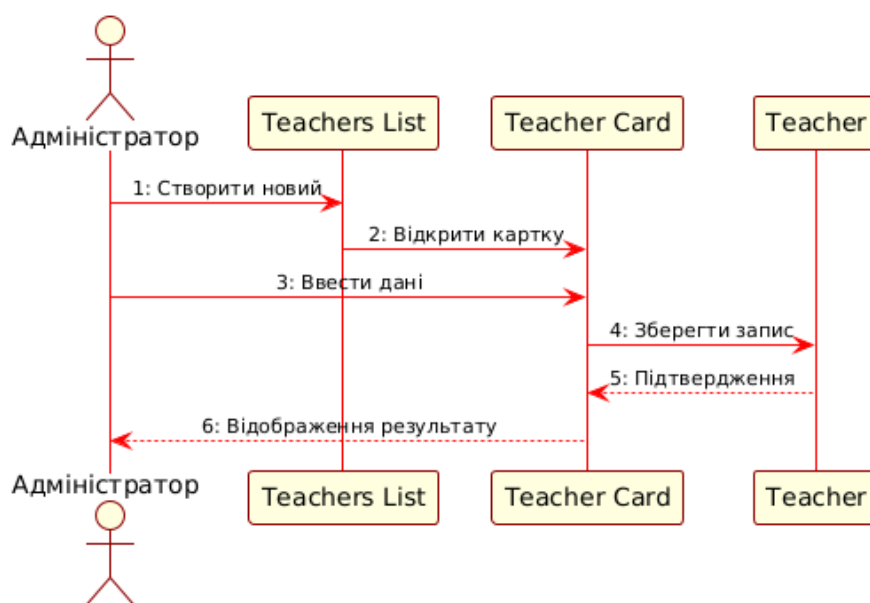 Адміністратор
Teachers List
Teacher Card
Teacher
1: Створити новий
2: Відкрити картку
3: Ввести дані
4: Зберегти запис
5: Підтвердження
6: Відображення результату
Адміністратор
Teachers List
Teacher Card
Teacher